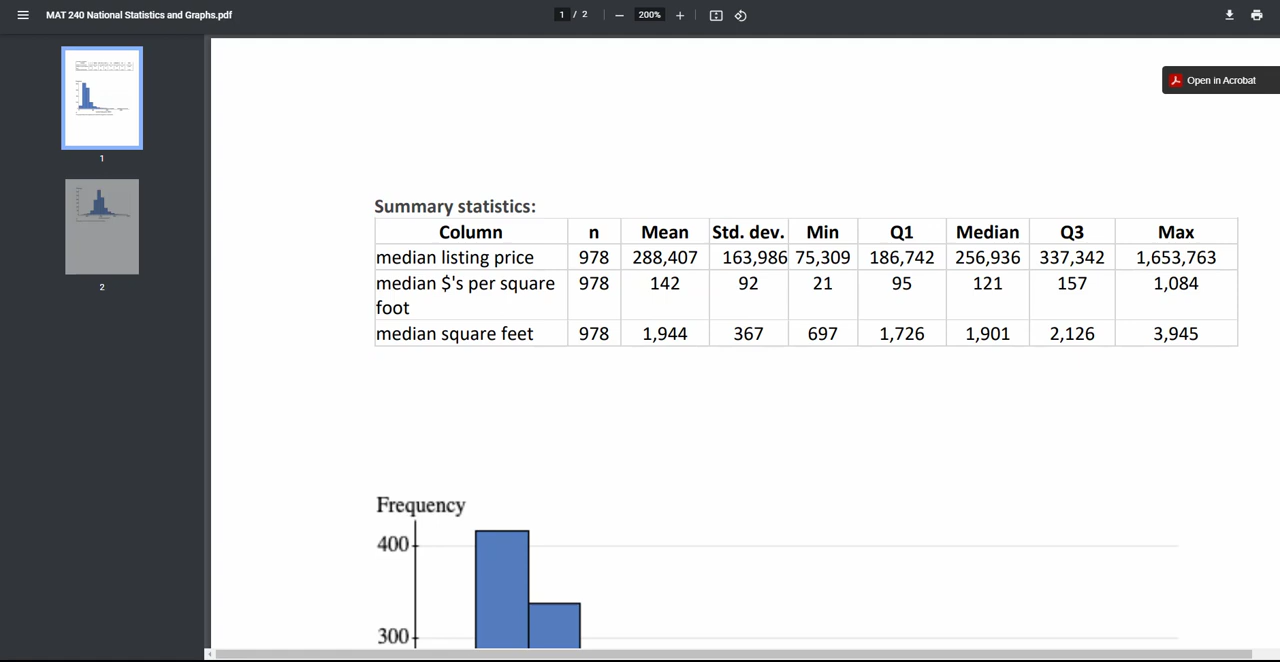 MAT 240 National Statistics and Graphs.pdf
1 / 2
200%
Open in Acrobat
1
2
Summary statistics:
Column n Mean Std. dev. Min Q1 Median Q3 Max
median listing price 978 288,407 163,986 75,309 186,742 256,936 337,342 1,653,763
median $'s per square 978 142 92 21 95 121 157 1,084
foot
median square feet 978 1,944 367 697 1,726 1,901 2,126 3,945
Frequency
400
300